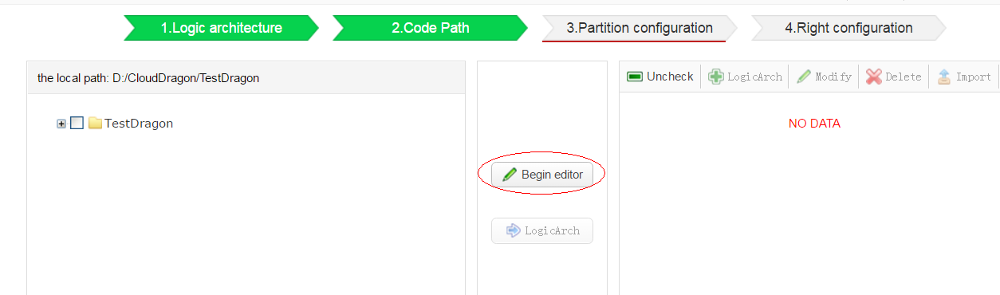 1.Logic architecture
2.Code Path
3.Partition configuration
4.Right configuration
the local path: D:/CloudDragon/TestDragon
TestDragon
Begin editor
LogicArch
Uncheck
LogicArch
Modify
Delete
Import
NO DATA